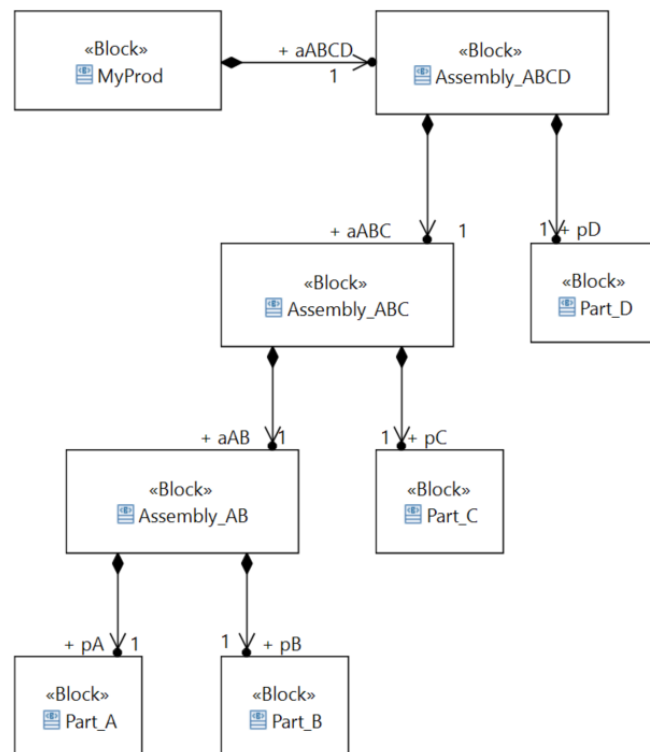 «Block»
MyProd
+ aABCD
1
«Block»
Assembly_ABCD
+ aABC
1
1
+ pD
«Block»
Assembly_ABC
«Block»
Part_D
+ aAB
1
1
+ pC
«Block»
Assembly_AB
«Block»
Part_C
+ pA
1
1
+ pB
«Block»
Part_A
«Block»
Part_B